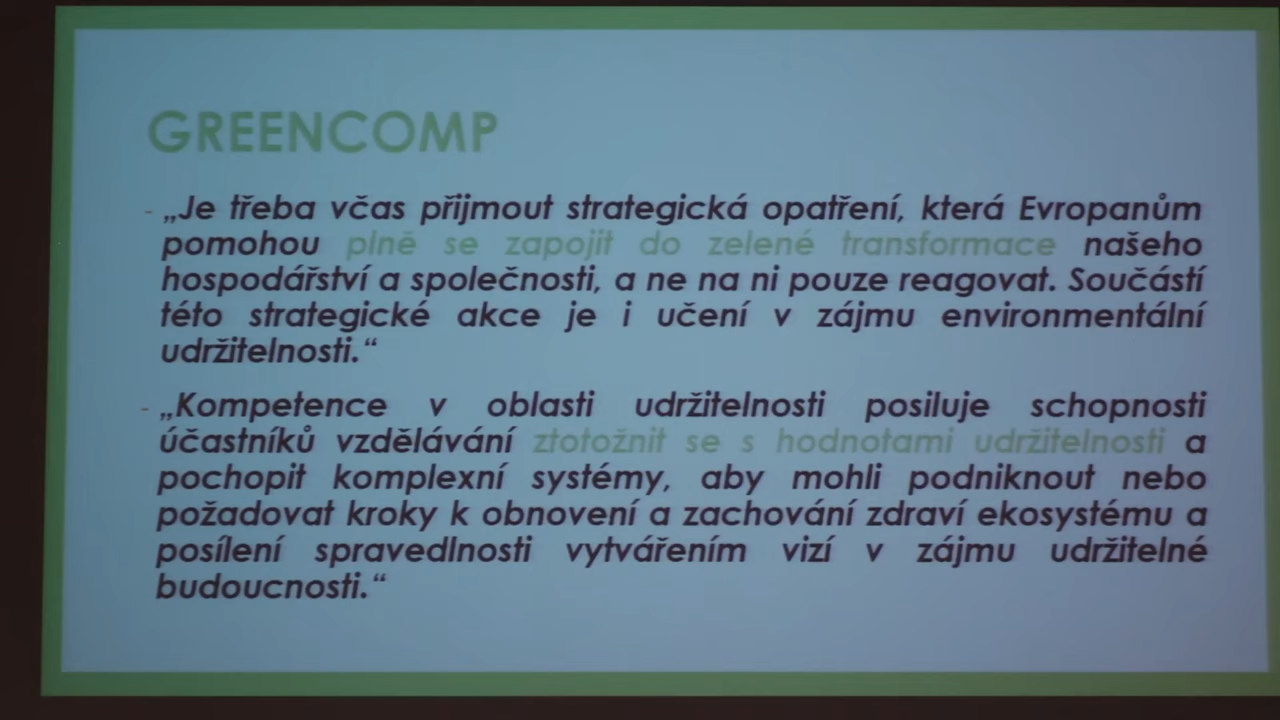 GREENCOMP
- „Je třeba včas přijmout strategická opatření, která Evropanům
pomohou plně se zapojit do zelené transformace našeho
hospodářství a společnosti, a ne na ni pouze reagovat. Součástí
této strategické akce je i učení v zájmu environmentální
udržitelnosti.“
- „Kompetence v oblasti udržitelnosti posiluje schopnosti
účastníků vzdělávání ztotožnit se s hodnotami udržitelnosti a
pochopit komplexní systémy, aby mohli podniknout nebo
požadovat kroky k obnovení a zachování zdraví ekosystému a
posílení spravedlnosti vytvářením vizí v zájmu udržitelné
budoucnosti.“